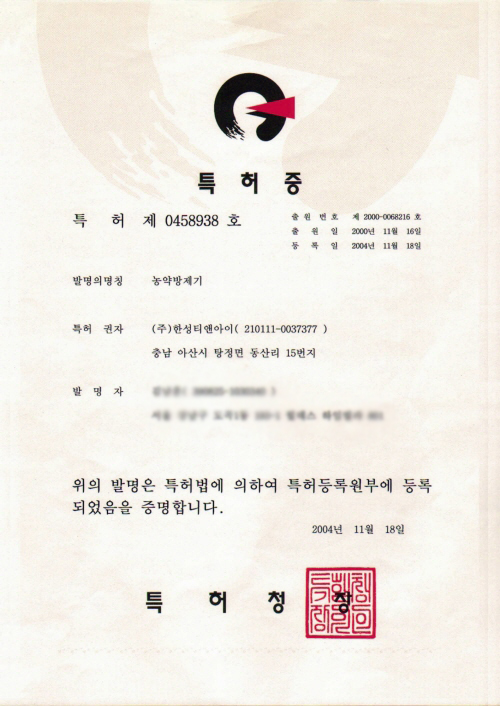 특 허 증
특 허 제 0458938 호
출 원 번 호 제 2000-0068216 호
출 원 일 2000년 11월 16일
등 록 일 2004년 11월 18일
발명의명칭 농약방제기
특허 권자 (주)한성티앤아이( 210111-0037377 )
충남 아산시 탕정면 동산리 15번지
발 명 자
위의 발명은 특허법에 의하여 특허등록원부에 등록
되었음을 증명합니다.
2004년 11월 18일
특 허 청 장